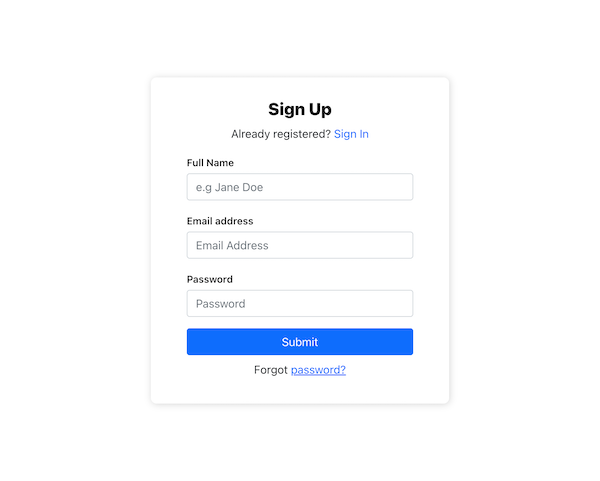 Sign Up
Already registered? Sign In
Full Name
e.g Jane Doe
Email address
Email Address
Password
Password
Submit
Forgot password?